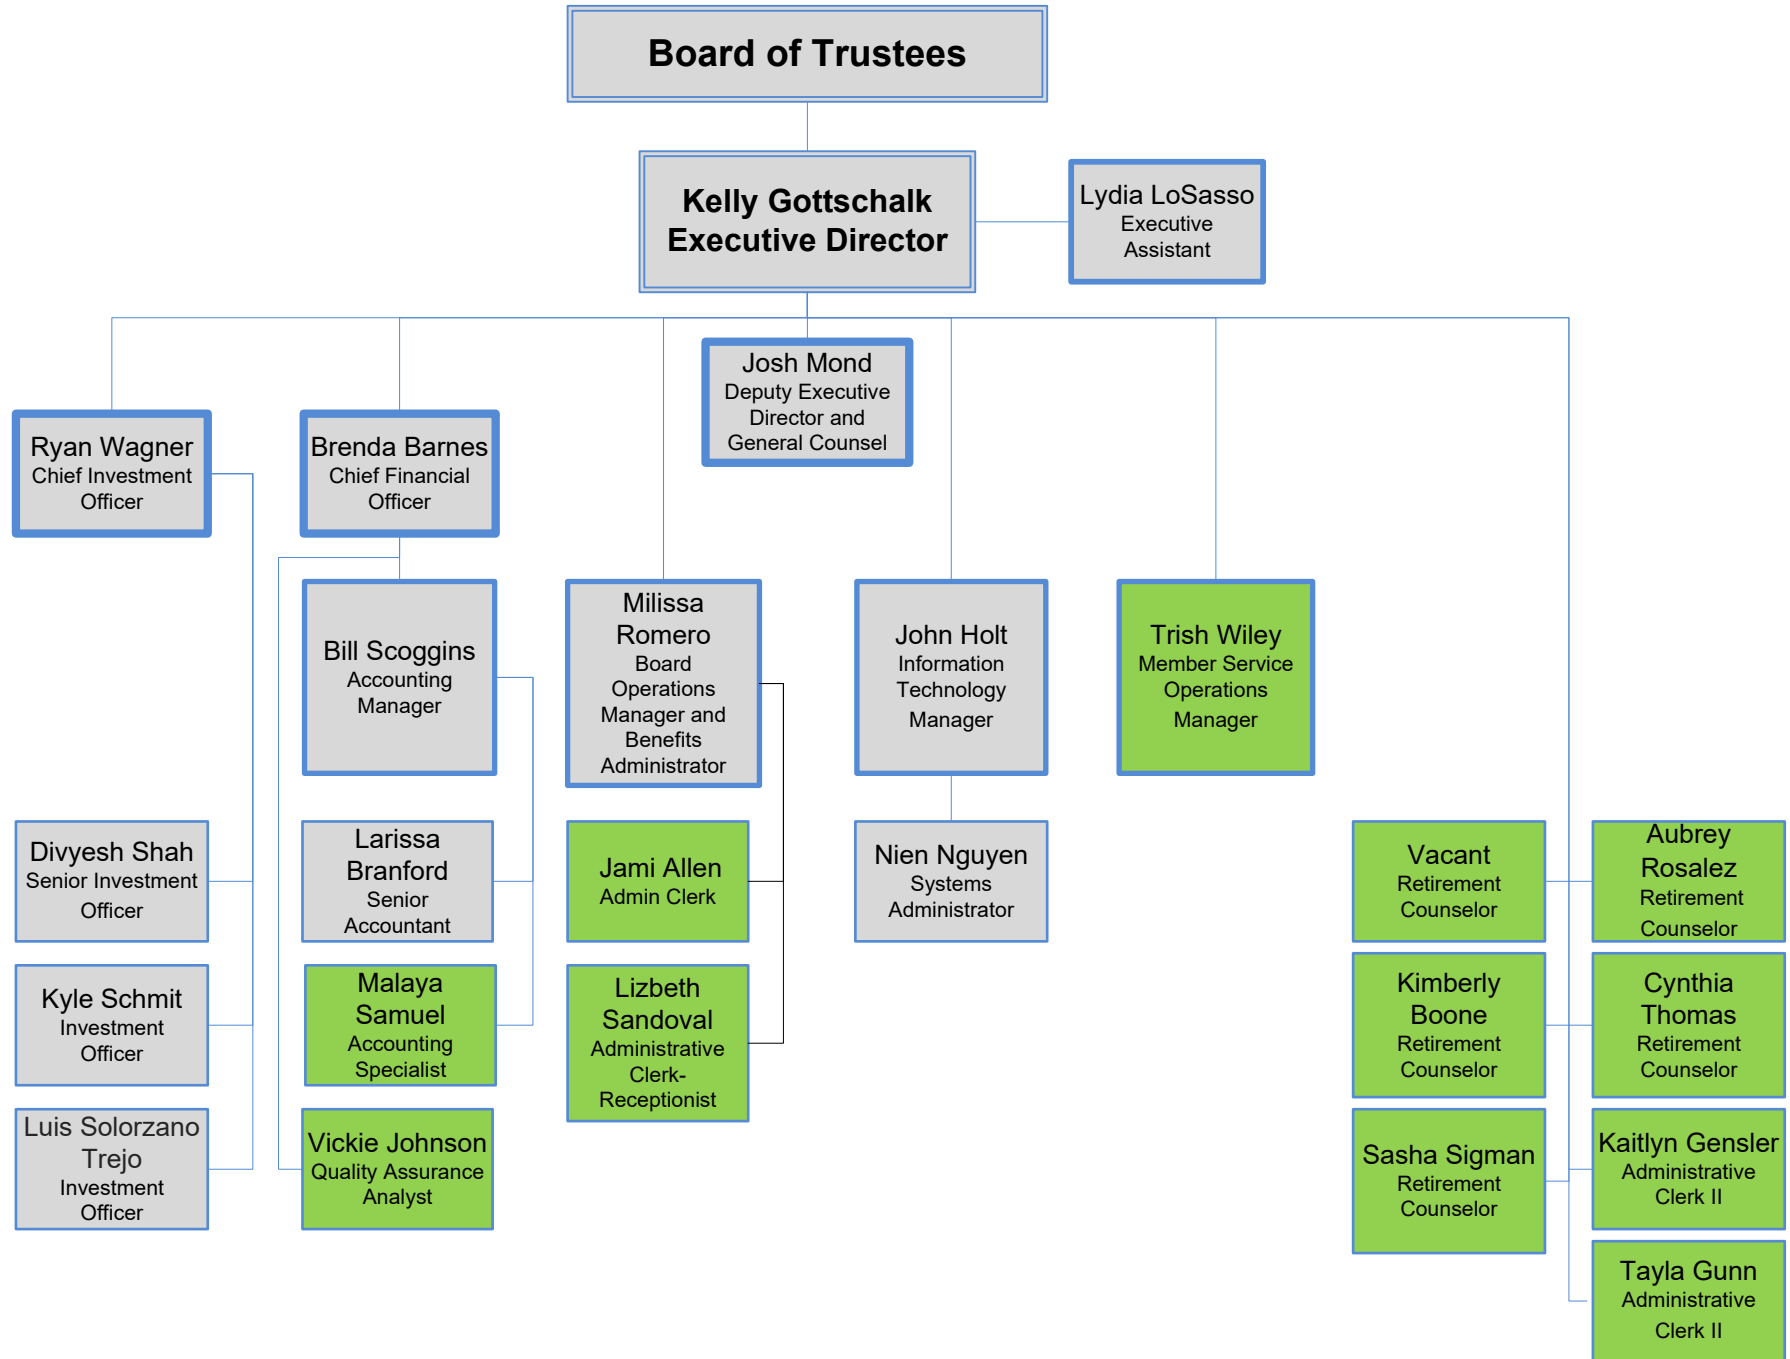 Board of Trustees
Kelly Gottschalk
Executive Director
Lydia LoSasso
Executive
Assistant
Josh Mond
Deputy Executive
Director and
General Counsel
Ryan Wagner
Chief Investment
Officer
Brenda Barnes
Chief Financial
Officer
Bill Scoggins
Accounting
Manager
Milissa
Romero
Board
Operations
Manager and
Benefits
Administrator
John Holt
Information
Technology
Manager
Trish Wiley
Member Service
Operations
Manager
Divyesh Shah
Senior Investment
Officer
Larissa
Branford
Senior
Accountant
Jami Allen
Admin Clerk
Nien Nguyen
Systems
Administrator
Vacant
Retirement
Counselor
Aubrey
Rosalez
Retirement
Counselor
Kyle Schmit
Investment
Officer
Malaya
Samuel
Accounting
Specialist
Lizbeth
Sandoval
Administrative
Clerk-
Receptionist
Kimberly
Boone
Retirement
Counselor
Cynthia
Thomas
Retirement
Counselor
Luis Solorzano
Trejo
Investment
Officer
Vickie Johnson
Quality Assurance
Analyst
Sasha Sigman
Retirement
Counselor
Kaitlyn Gensler
Administrative
Clerk II
Tayla Gunn
Administrative
Clerk II